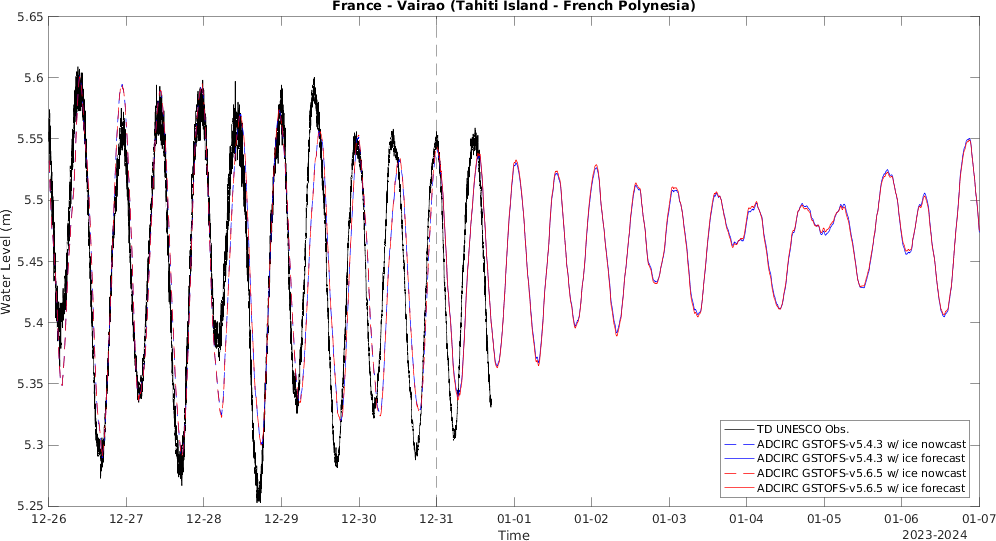 France - Vairao (Tahiti Island - French Polynesia)
5.65
5.6
5.55
5.5
5.45
5.4
5.35
5.3
5.25
Water Level (m)
TD UNESCO Obs.
ADCIRC GSTOFS-v5.4.3 w/ ice nowcast
ADCIRC GSTOFS-v5.4.3 w/ ice forecast
ADCIRC GSTOFS-v5.6.5 w/ ice nowcast
ADCIRC GSTOFS-v5.6.5 w/ ice forecast
12-26 12-27 12-28 12-29 12-30 12-31 01-01 01-02 01-03 01-04 01-05 01-06 01-07
Time
2023-2024